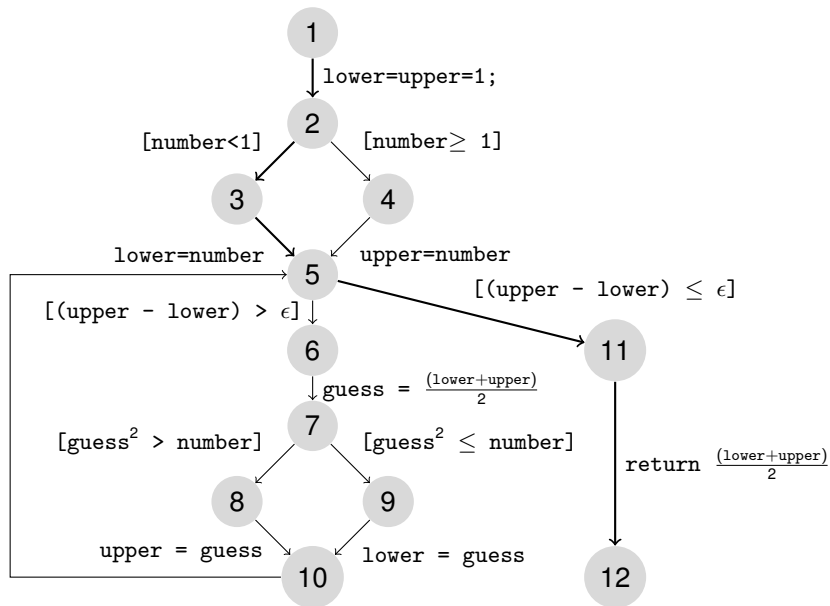 1
lower=upper=1;
2
[number<1] [number≥ 1]
3 4
lower=number upper=number
5
[(upper - lower) ≤ ϵ]
[(upper - lower) > ϵ]
6 11
guess = (lower+upper)/2
7
[guess² > number] [guess² ≤ number]
return (lower+upper)/2
8 9
upper = guess lower = guess
10 12